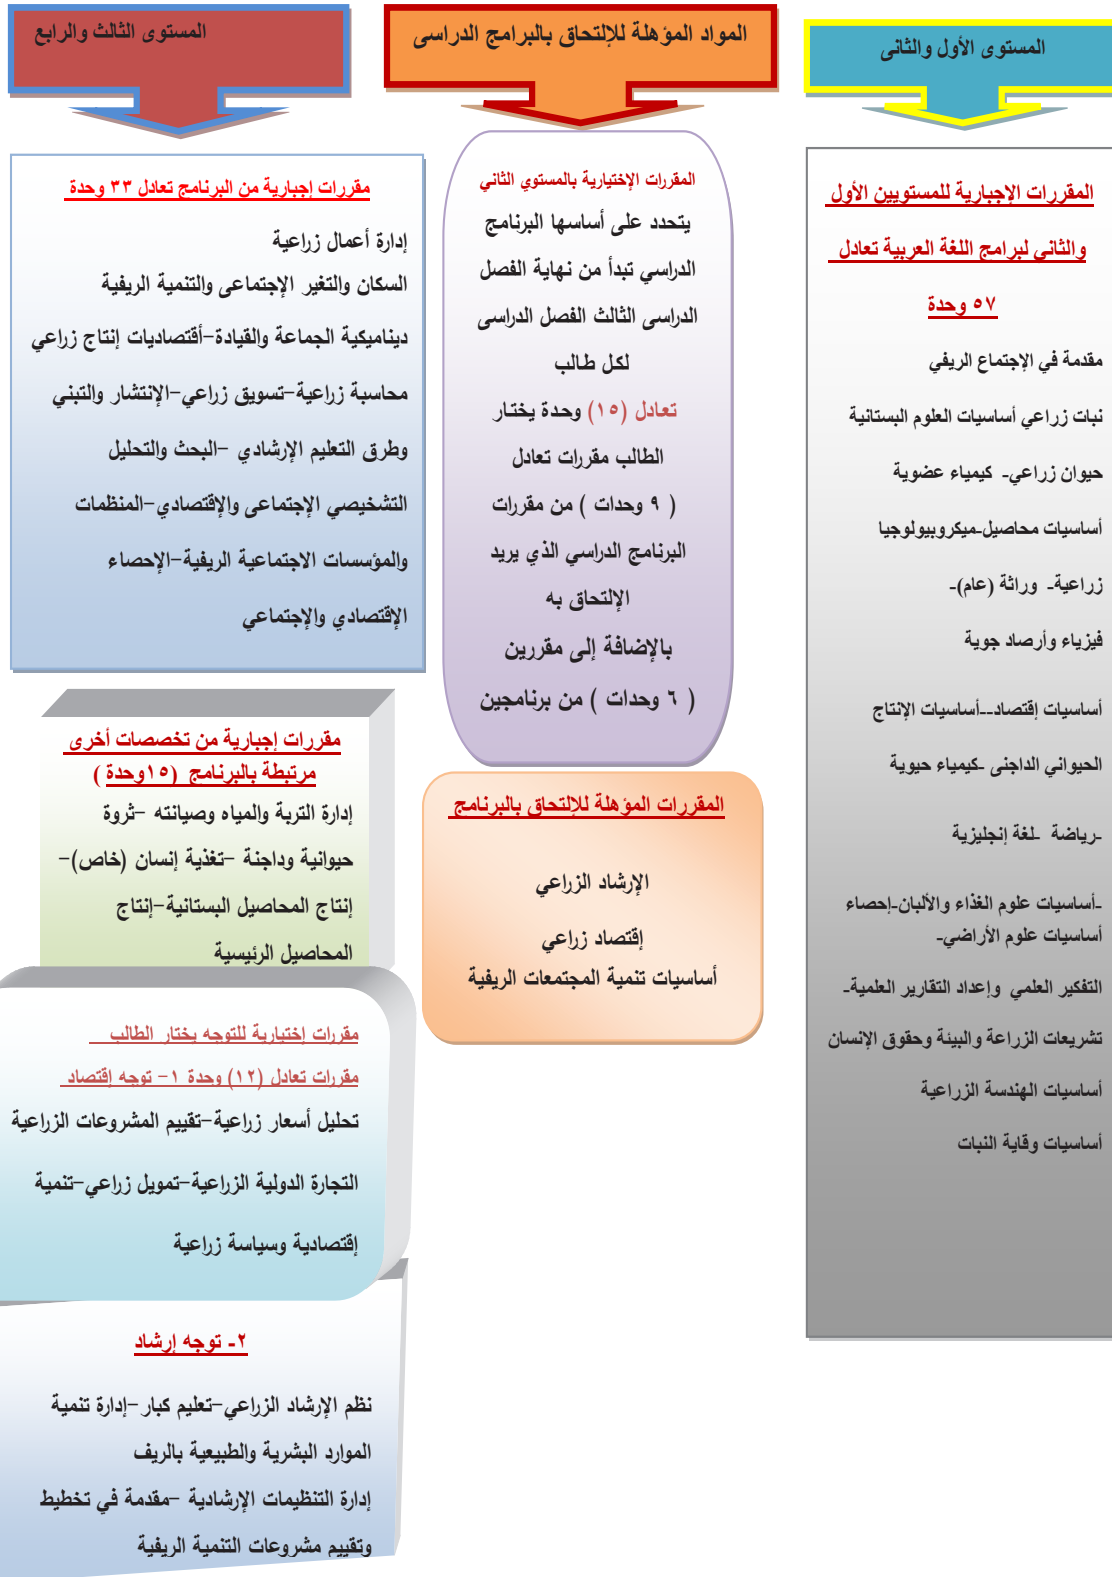 المستوى الأول والثانى
المقررات الإجبارية للمستويين الأول
والثاني لبرامج اللغة العربية تعادل
٥٧ وحدة
مقدمة في الإجتماع الريفي
نبات زراعي أساسيات العلوم البستانية
حيوان زراعي- كيمياء عضوية
أساسيات محاصيل-ميكروبيولوجيا
زراعية- وراثة (عام)-
فيزياء وأرصاد جوية
أساسيات إقتصاد--أساسيات الإنتاج
الحيواني الداجنى -كيمياء حيوية
-رياضة -لغة إنجليزية
-أساسيات علوم الغذاء والألبان-إحصاء
أساسيات علوم الأراضي-
التفكير العلمي وإعداد التقارير العلمية-
تشريعات الزراعة والبيئة وحقوق الإنسان
أساسيات الهندسة الزراعية
أساسيات وقاية النبات
المواد المؤهلة للإلتحاق بالبرامج الدراسى
المقررات الإختيارية بالمستوي الثاني
يتحدد على أساسها البرنامج
الدراسي تبدأ من نهاية الفصل
الدراسى الثالث الفصل الدراسى
لكل طالب
تعادل (١٥) وحدة يختار
الطالب مقررات تعادل
( ٩ وحدات ) من مقررات
البرنامج الدراسي الذي يريد
الإلتحاق به
بالإضافة إلى مقررين
( ٦ وحدات ) من برنامجين
المقررات المؤهلة للإلتحاق بالبرنامج
الإرشاد الزراعي
إقتصاد زراعي
أساسيات تنمية المجتمعات الريفية
المستوى الثالث والرابع
مقررات إجبارية من البرنامج تعادل ٣٣ وحدة
إدارة أعمال زراعية
السكان والتغير الإجتماعى والتنمية الريفية
ديناميكية الجماعة والقيادة-أقتصاديات إنتاج زراعي
محاسبة زراعية-تسويق زراعي-الإنتشار والتبني
وطرق التعليم الإرشادي -البحث والتحليل
التشخيصي الإجتماعى والإقتصادي-المنظمات
والمؤسسات الاجتماعية الريفية-الإحصاء
الإقتصادي والإجتماعي
مقررات إجبارية من تخصصات أخرى
مرتبطة بالبرنامج (١٥وحدة )
إدارة التربة والمياه وصيانته -ثروة
حيوانية وداجنة -تغذية إنسان (خاص)-
إنتاج المحاصيل البستانية-إنتاج
المحاصيل الرئيسية
مقررات إختيارية للتوجه يختار الطالب
مقررات تعادل (١٢) وحدة ١- توجه إقتصاد
تحليل أسعار زراعية-تقييم المشروعات الزراعية
التجارة الدولية الزراعية-تمويل زراعي-تنمية
إقتصادية وسياسة زراعية
٢- توجه إرشاد
نظم الإرشاد الزراعي-تعليم كبار-إدارة تنمية
الموارد البشرية والطبيعية بالريف
إدارة التنظيمات الإرشادية -مقدمة في تخطيط
وتقييم مشروعات التنمية الريفية